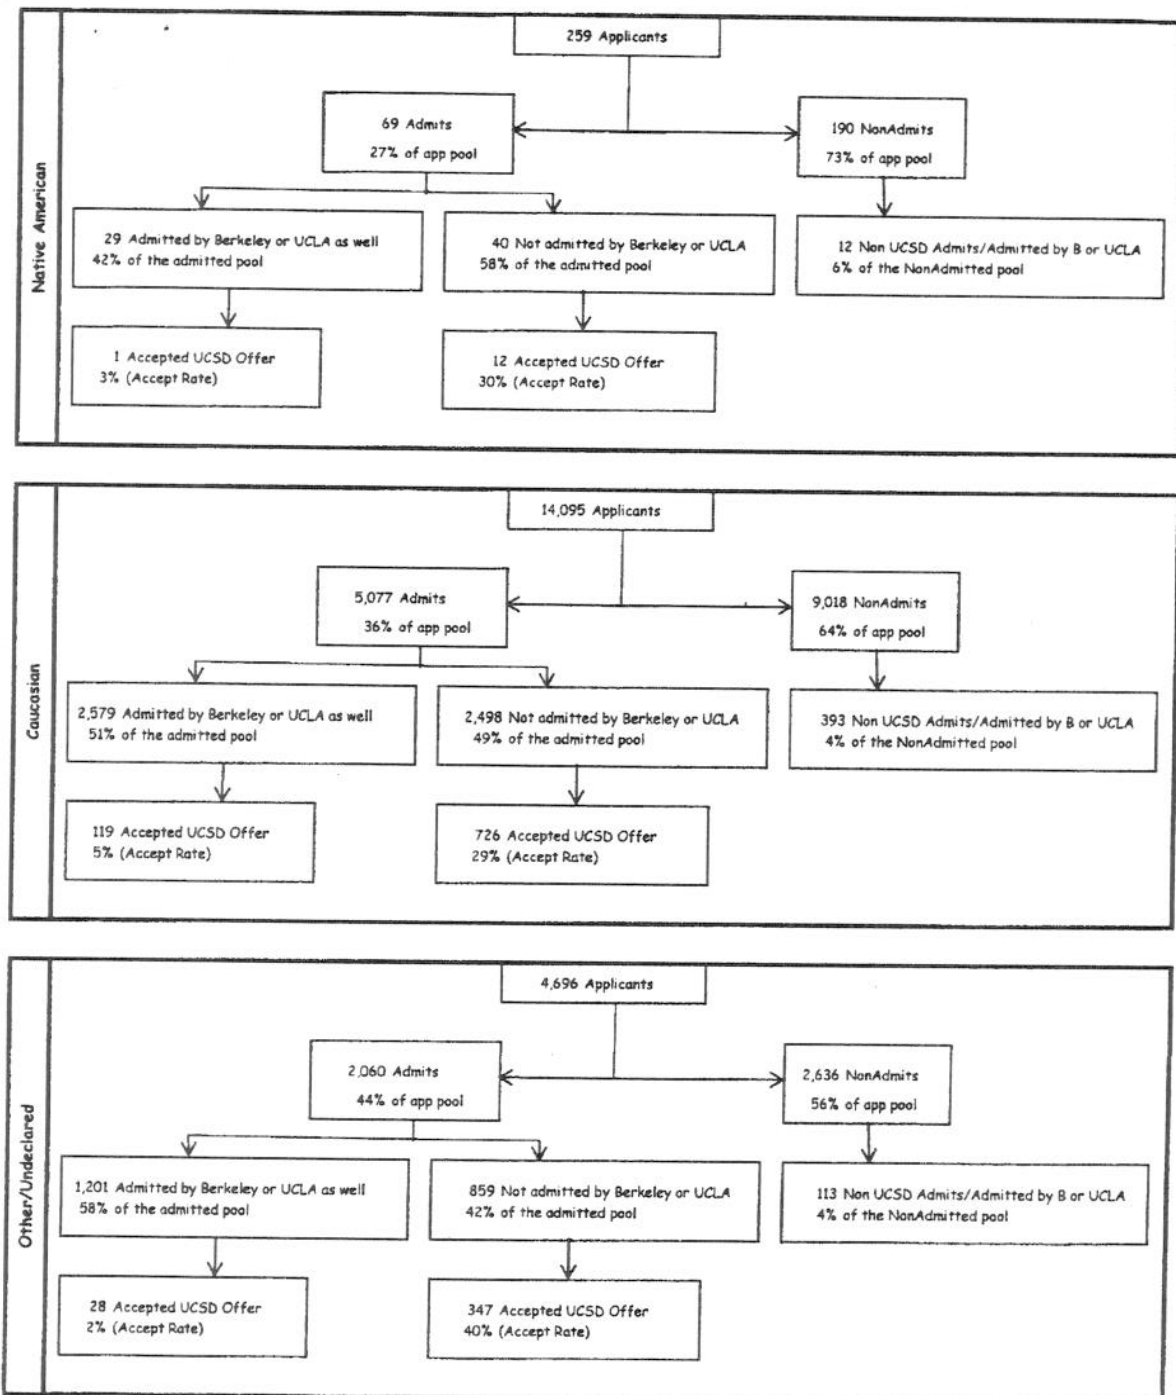 Native American
259 Applicants
69 Admits
27% of app pool
190 NonAdmits
73% of app pool
29 Admitted by Berkeley or UCLA as well
42% of the admitted pool
40 Not admitted by Berkeley or UCLA
58% of the admitted pool
12 Non UCSD Admits/Admitted by B or UCLA
6% of the NonAdmitted pool
1 Accepted UCSD Offer
3% (Accept Rate)
12 Accepted UCSD Offer
30% (Accept Rate)
Caucasian
14,095 Applicants
5,077 Admits
36% of app pool
9,018 NonAdmits
64% of app pool
2,579 Admitted by Berkeley or UCLA as well
51% of the admitted pool
2,498 Not admitted by Berkeley or UCLA
49% of the admitted pool
393 Non UCSD Admits/Admitted by B or UCLA
4% of the NonAdmitted pool
119 Accepted UCSD Offer
5% (Accept Rate)
726 Accepted UCSD Offer
29% (Accept Rate)
Other/Undeclared
4,696 Applicants
2,060 Admits
44% of app pool
2,636 NonAdmits
56% of app pool
1,201 Admitted by Berkeley or UCLA as well
58% of the admitted pool
859 Not admitted by Berkeley or UCLA
42% of the admitted pool
113 Non UCSD Admits/Admitted by B or UCLA
4% of the NonAdmitted pool
28 Accepted UCSD Offer
2% (Accept Rate)
347 Accepted UCSD Offer
40% (Accept Rate)